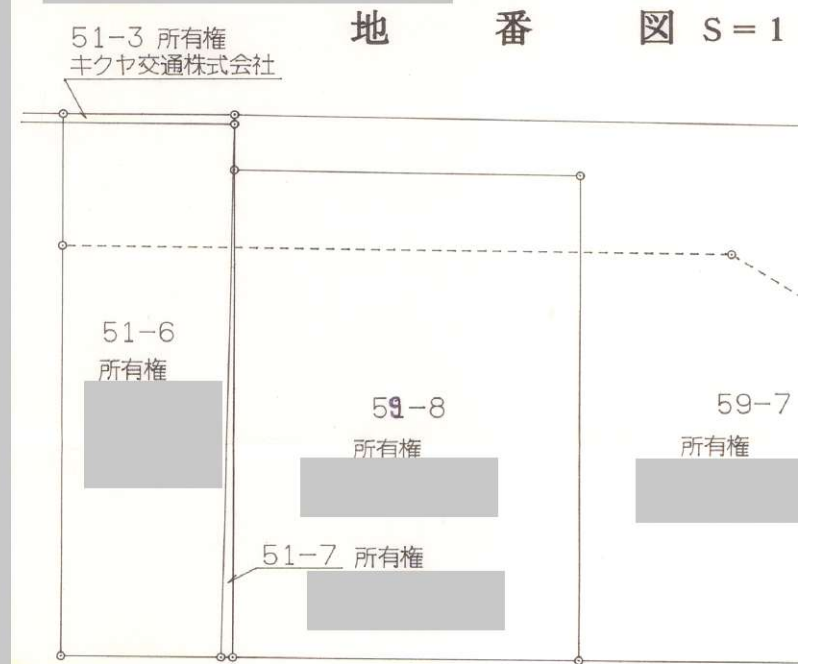 地番図 S=1
51-3 所有権
キクヤ交通株式会社
51-6
所有権
59-8
所有権
59-7
所有権
51-7 所有権